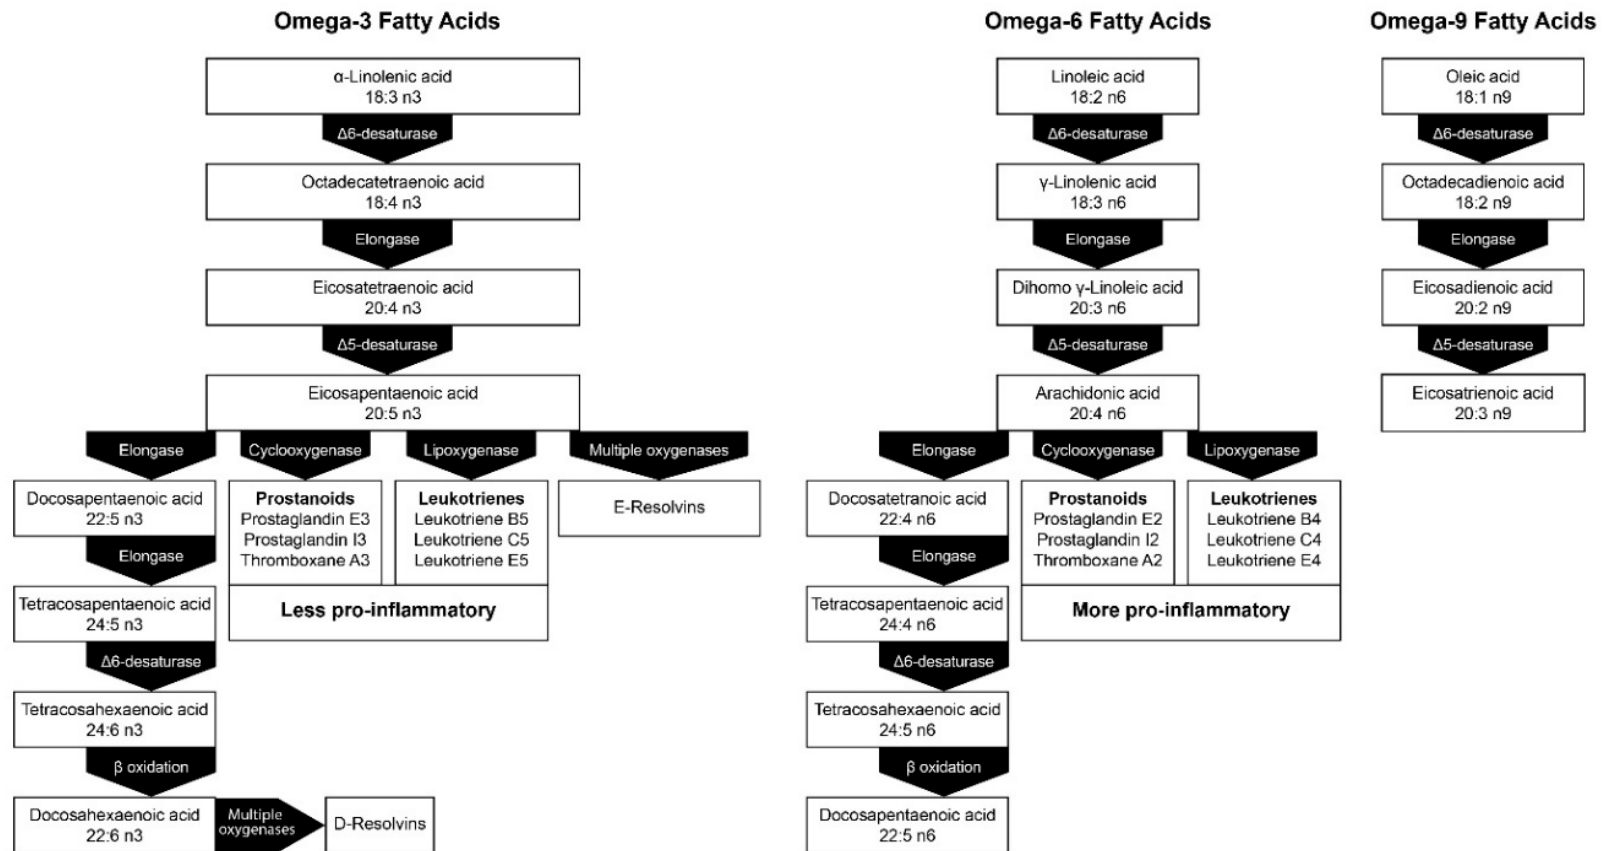 Omega-3 Fatty Acids
α-Linolenic acid
18:3 n3
Δ6-desaturase
Octadecatetraenoic acid
18:4 n3
Elongase
Eicosatetraenoic acid
20:4 n3
Δ5-desaturase
Eicosapentaenoic acid
20:5 n3
Elongase
Docosapentaenoic acid
22:5 n3
Elongase
Tetracosapentaenoic acid
24:5 n3
Δ6-desaturase
Tetracosahexaenoic acid
24:6 n3
β oxidation
Docosahexaenoic acid
22:6 n3
Multiple
oxygenases
D-Resolvins
Cyclooxygenase
Prostanoids
Prostaglandin E3
Prostaglandin I3
Thromboxane A3
Lipoxygenase
Leukotrienes
Leukotriene B5
Leukotriene C5
Leukotriene E5
Less pro-inflammatory
Multiple oxygenases
E-Resolvins
Omega-6 Fatty Acids
Linoleic acid
18:2 n6
Δ6-desaturase
γ-Linolenic acid
18:3 n6
Elongase
Dihomo γ-Linoleic acid
20:3 n6
Δ5-desaturase
Arachidonic acid
20:4 n6
Elongase
Docosatetranoic acid
22:4 n6
Elongase
Tetracosapentaenoic acid
24:4 n6
Δ6-desaturase
Tetracosahexaenoic acid
24:5 n6
β oxidation
Docosapentaenoic acid
22:5 n6
Cyclooxygenase
Prostanoids
Prostaglandin E2
Prostaglandin I2
Thromboxane A2
Lipoxygenase
Leukotrienes
Leukotriene B4
Leukotriene C4
Leukotriene E4
More pro-inflammatory
Omega-9 Fatty Acids
Oleic acid
18:1 n9
Δ6-desaturase
Octadecadienoic acid
18:2 n9
Elongase
Eicosadienoic acid
20:2 n9
Δ5-desaturase
Eicosatrienoic acid
20:3 n9